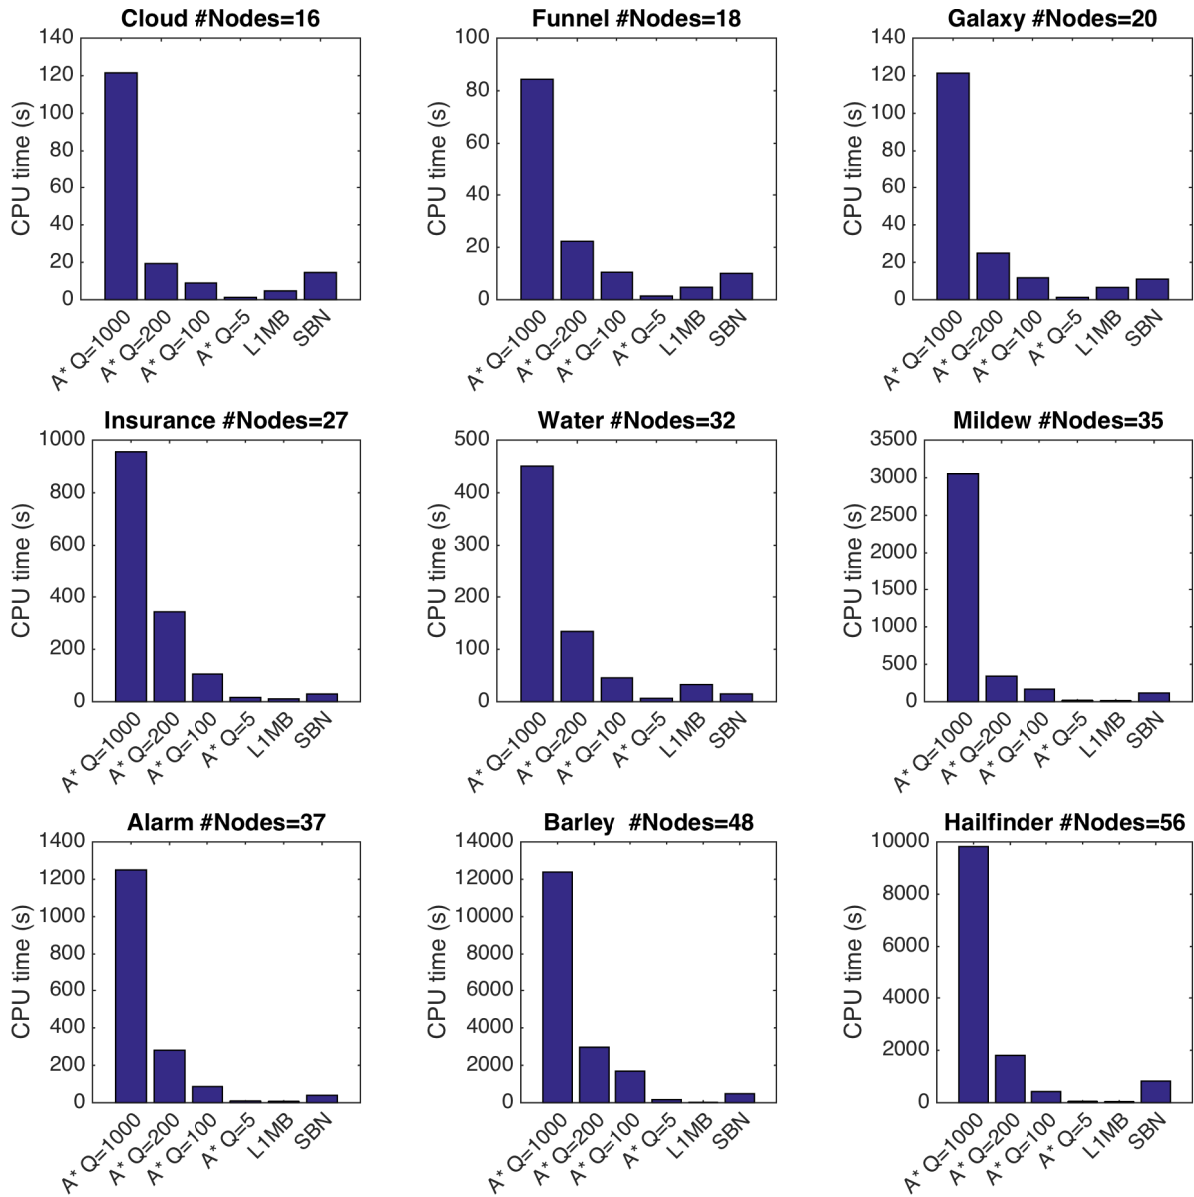 Cloud #Nodes=16
CPU time (s)
140
120
100
80
60
40
20
0
A* Q=1000
A* Q=200
A* Q=100
A* Q=5
L1MB
SBN
Funnel #Nodes=18
CPU time (s)
100
80
60
40
20
0
A* Q=1000
A* Q=200
A* Q=100
A* Q=5
L1MB
SBN
Galaxy #Nodes=20
CPU time (s)
140
120
100
80
60
40
20
0
A* Q=1000
A* Q=200
A* Q=100
A* Q=5
L1MB
SBN
Insurance #Nodes=27
CPU time (s)
1000
800
600
400
200
0
A* Q=1000
A* Q=200
A* Q=100
A* Q=5
L1MB
SBN
Water #Nodes=32
CPU time (s)
500
400
300
200
100
0
A* Q=1000
A* Q=200
A* Q=100
A* Q=5
L1MB
SBN
Mildew #Nodes=35
CPU time (s)
3500
3000
2500
2000
1500
1000
500
0
A* Q=1000
A* Q=200
A* Q=100
A* Q=5
L1MB
SBN
Alarm #Nodes=37
CPU time (s)
1400
1200
1000
800
600
400
200
0
A* Q=1000
A* Q=200
A* Q=100
A* Q=5
L1MB
SBN
Barley #Nodes=48
CPU time (s)
14000
12000
10000
8000
6000
4000
2000
0
A* Q=1000
A* Q=200
A* Q=100
A* Q=5
L1MB
SBN
Hailfinder #Nodes=56
CPU time (s)
10000
8000
6000
4000
2000
0
A* Q=1000
A* Q=200
A* Q=100
A* Q=5
L1MB
SBN